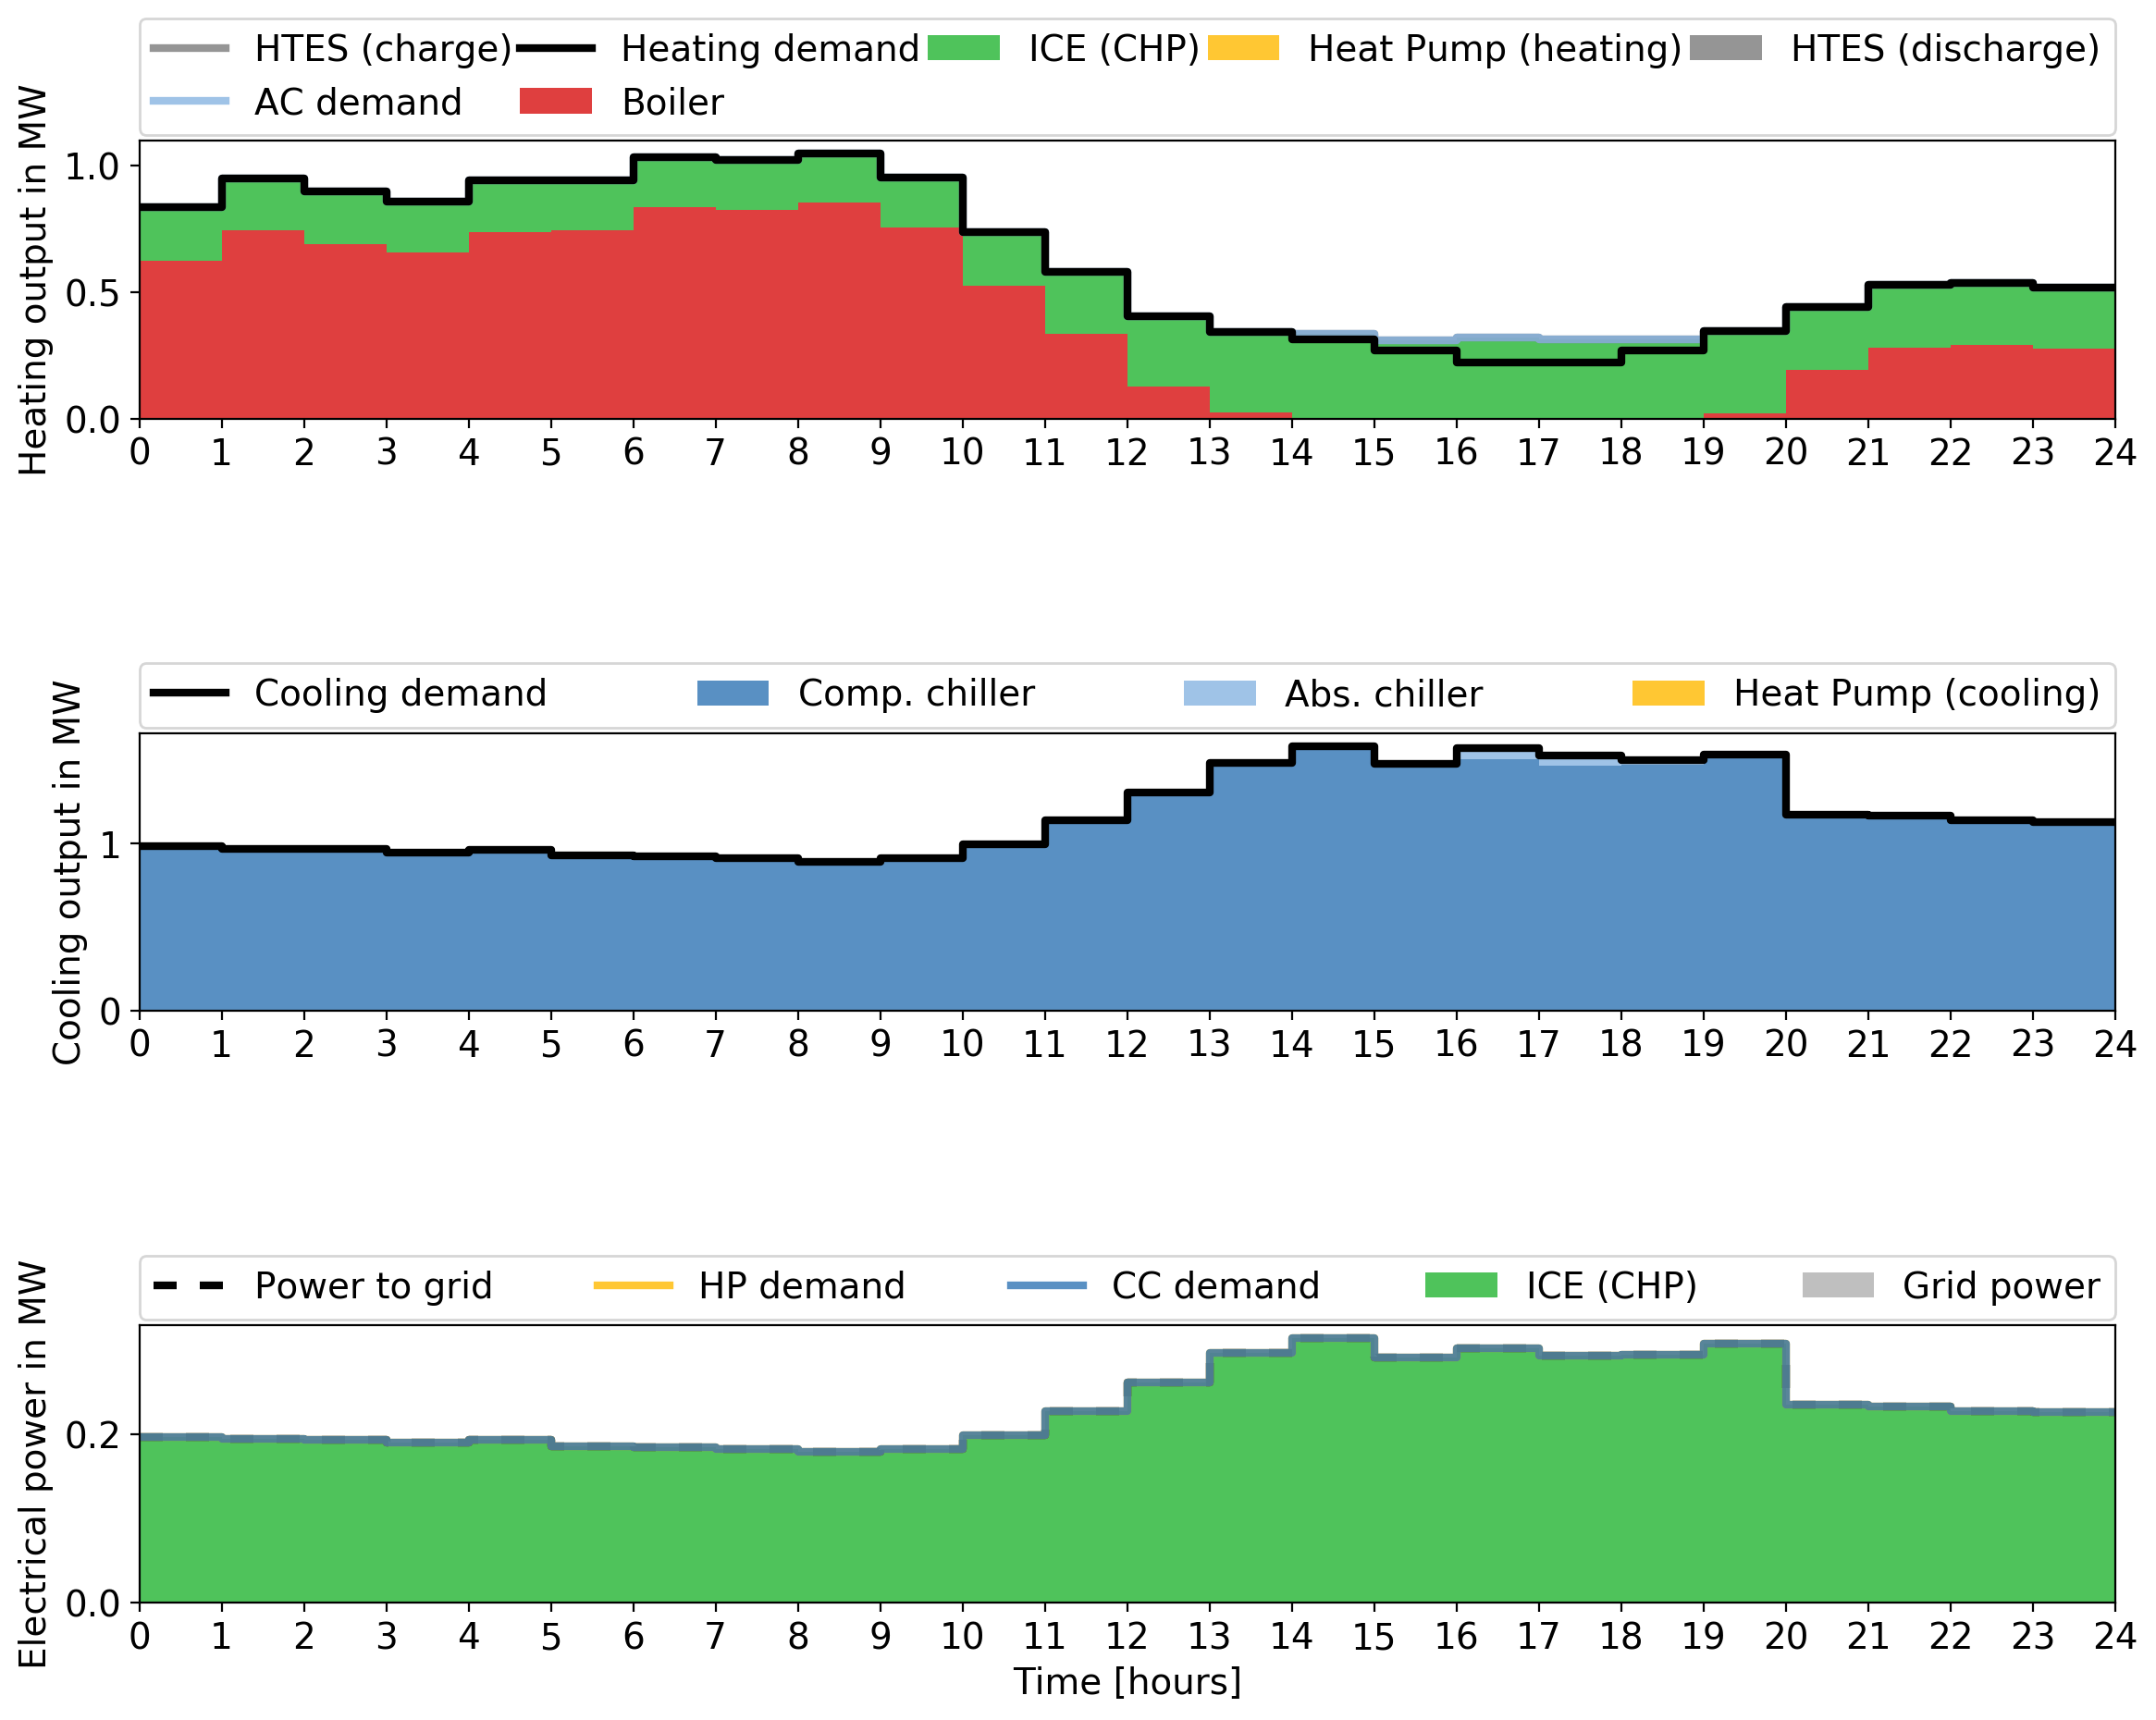 HTES (charge) Heating demand ICE (CHP) Heat Pump (heating) HTES (discharge)
AC demand Boiler
Heating output in MW
1.0
0.5
0.0
0 1 2 3 4 5 6 7 8 9 10 11 12 13 14 15 16 17 18 19 20 21 22 23 24
Cooling demand Comp. chiller Abs. chiller Heat Pump (cooling)
Cooling output in MW
1
0
0 1 2 3 4 5 6 7 8 9 10 11 12 13 14 15 16 17 18 19 20 21 22 23 24
Power to grid HP demand CC demand ICE (CHP) Grid power
Electrical power in MW
0.2
0.0
0 1 2 3 4 5 6 7 8 9 10 11 12 13 14 15 16 17 18 19 20 21 22 23 24
Time [hours]